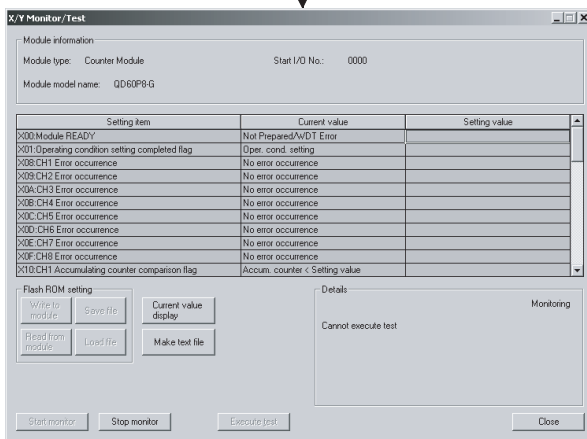 X/Y Monitor/Test
Module information
Module type: Counter Module Start I/O No.: 0000
Module model name: QD60P8-G
Setting item Current value Setting value
X00:Module READY Not Prepared/WDT Error
X01:Operating condition setting completed flag Oper. cond. setting
X08:CH1 Error occurrence No error occurrence
X09:CH2 Error occurrence No error occurrence
X0A:CH3 Error occurrence No error occurrence
X0B:CH4 Error occurrence No error occurrence
X0C:CH5 Error occurrence No error occurrence
X0D:CH6 Error occurrence No error occurrence
X0E:CH7 Error occurrence No error occurrence
X0F:CH8 Error occurrence No error occurrence
X10:CH1 Accumulating counter comparison flag Accum. counter < Setting value
Flash ROM setting
Write to
module
Save file
Current value
display
Read from
module
Load file
Make text file
Details
Monitoring
Cannot execute test
Start monitor Stop monitor Execute test Close